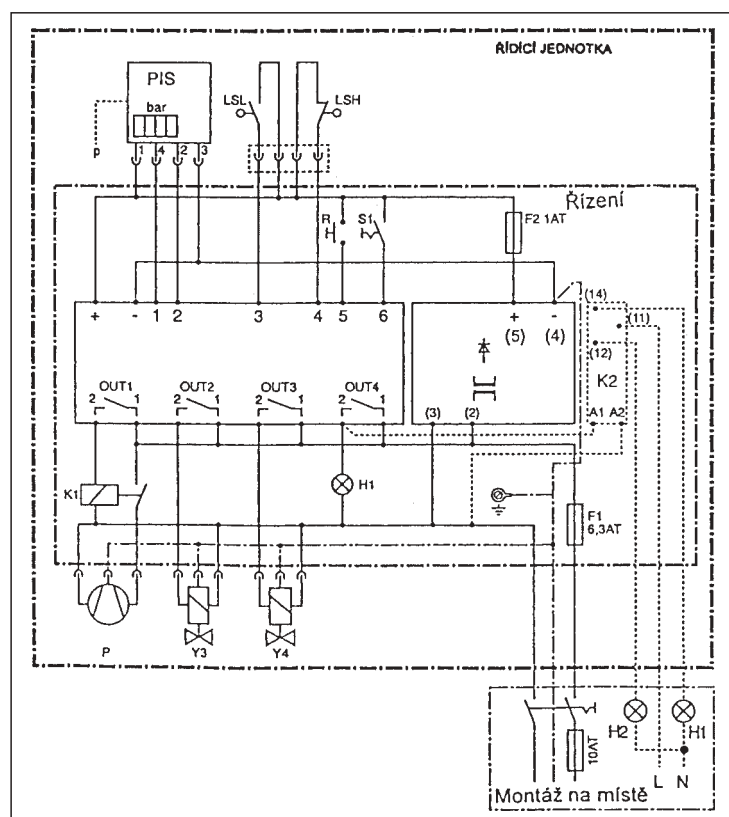 ŘÍDÍCÍ JEDNOTKA
PIS
bar
LSL
LSH
p
1 4 2 3
Řízení
R
S1
F2 1AT
+ - 1 2 3 4 5 6
+ -
(5) (4)
(14)
(11)
(12)
K2
OUT1 OUT2 OUT3 OUT4
2 1 2 1 2 1 2 1
(3) (2)
A1 A2
K1
H1
F1
6,3AT
P
Y3
Y4
10AT
H2
H1
L N
Montáž na místě